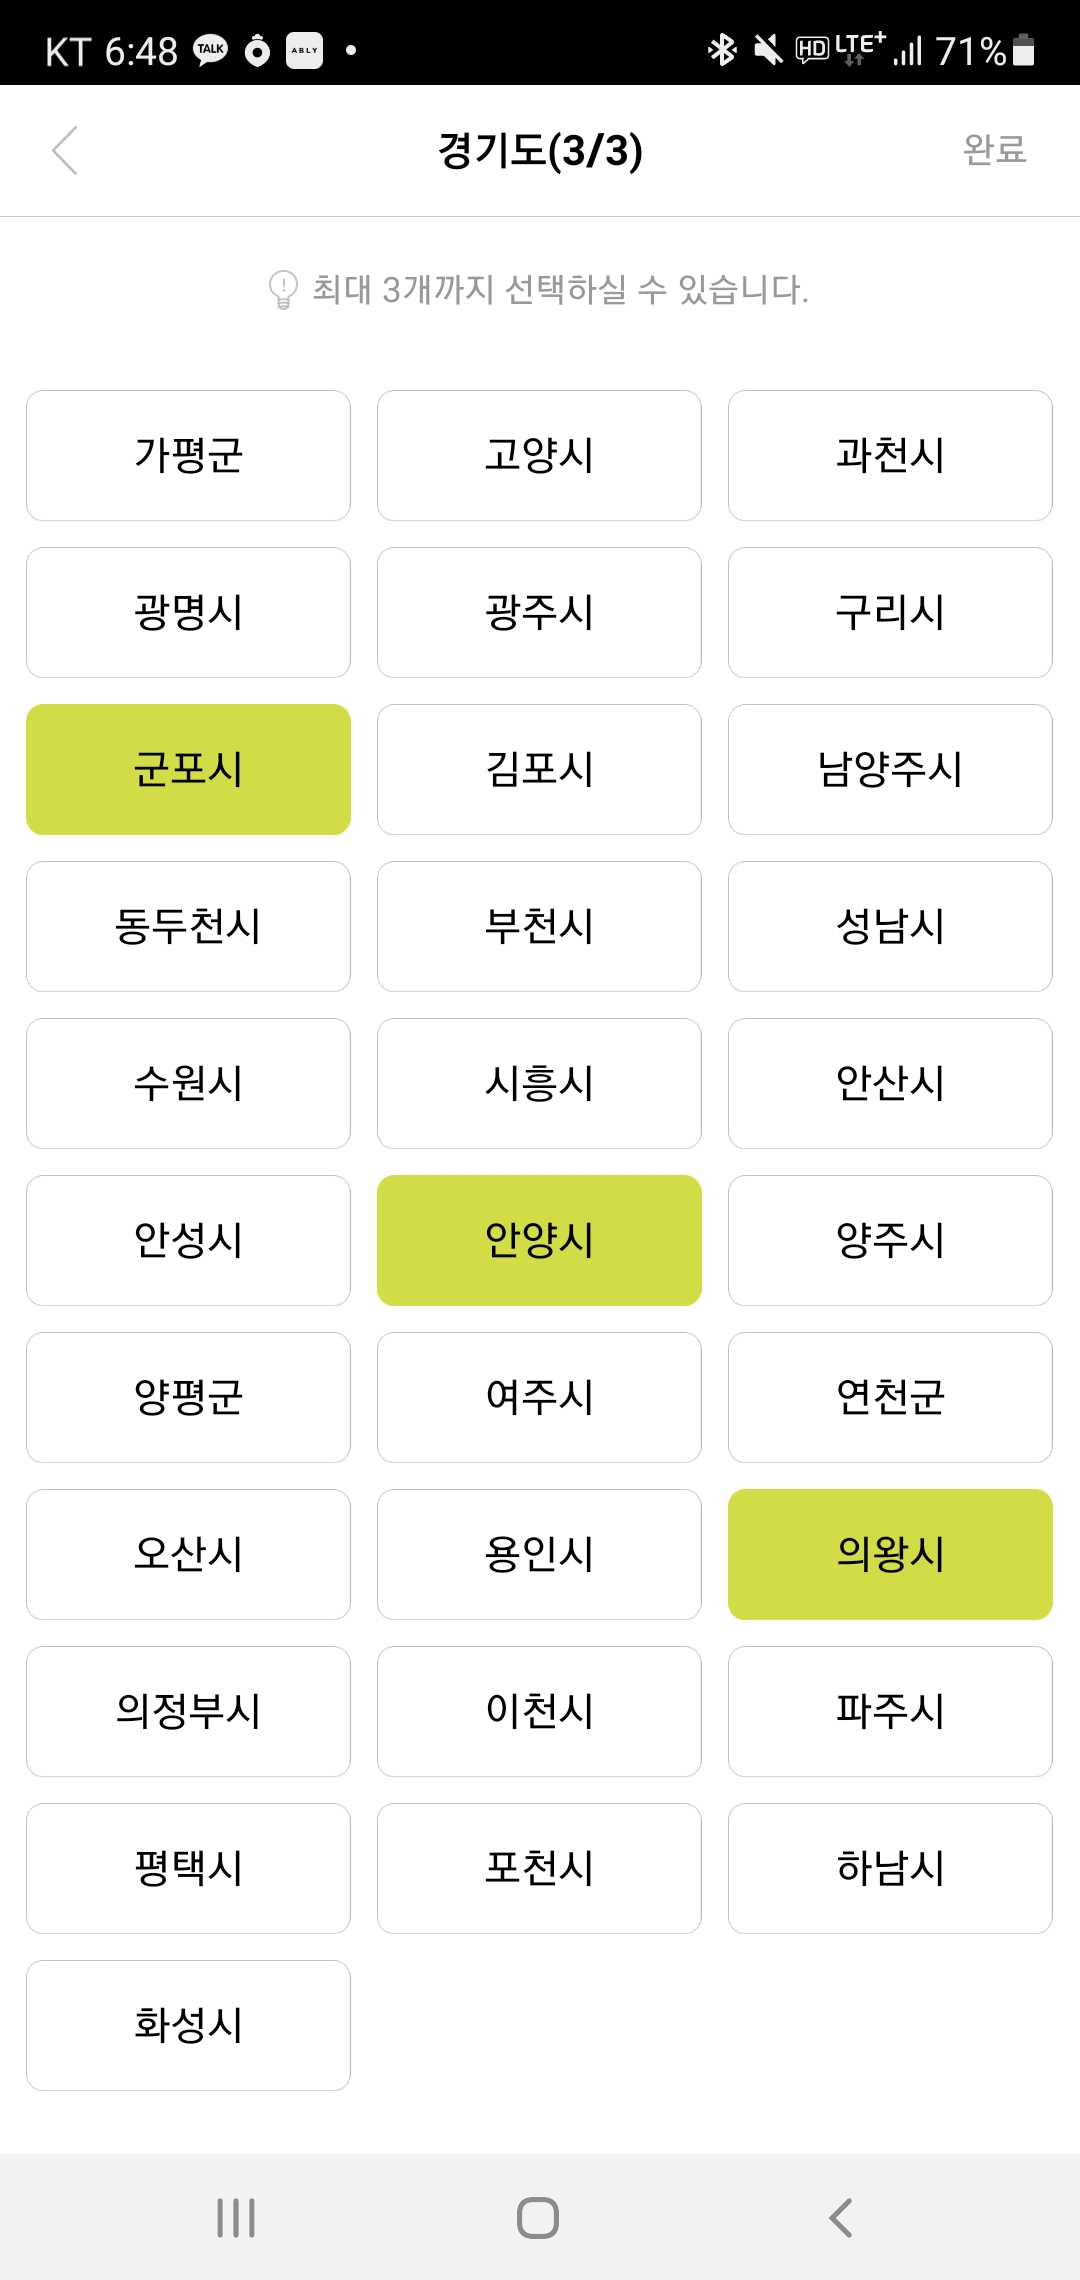 KT 6:48 TALK ABLY HD LTE+ 71%
경기도(3/3) 완료
최대 3개까지 선택하실 수 있습니다.
가평군 고양시 과천시
광명시 광주시 구리시
군포시 김포시 남양주시
동두천시 부천시 성남시
수원시 시흥시 안산시
안성시 안양시 양주시
양평군 여주시 연천군
오산시 용인시 의왕시
의정부시 이천시 파주시
평택시 포천시 하남시
화성시